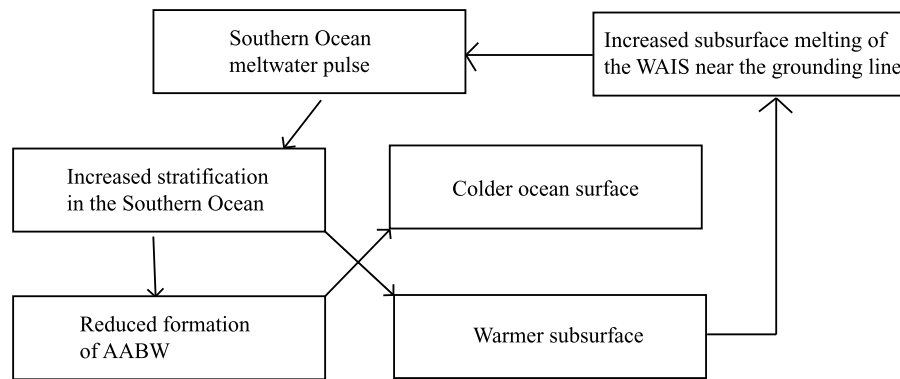 Southern Ocean
meltwater pulse
Increased subsurface melting of
the WAIS near the grounding line
Increased stratification
in the Southern Ocean
Colder ocean surface
Reduced formation
of AABW
Warmer subsurface